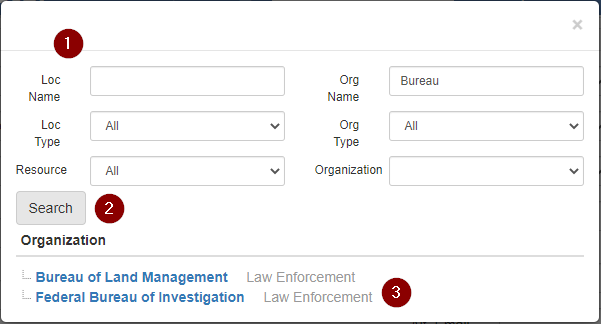 ×
1
Loc Name
Org Name
Bureau
Loc Type
All
Org Type
All
Resource
All
Organization
Search
2
Organization
Bureau of Land Management Law Enforcement
Federal Bureau of Investigation Law Enforcement
3